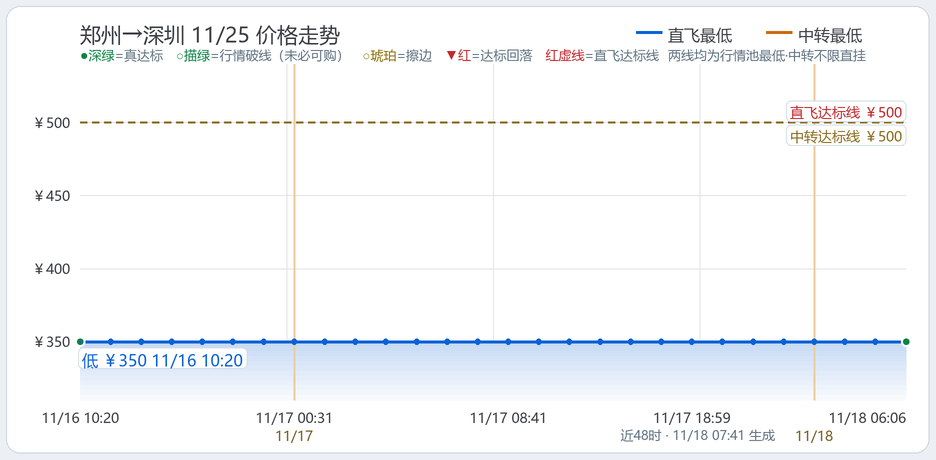 郑州→深圳 11/25 价格走势
直飞最低 中转最低
●深绿=真达标 ○描绿=行情破线（未必可购） ○琥珀=擦边 ▼红=达标回落 红虚线=直飞达标线 两线均为行情池最低·中转不限直挂
直飞达标线 ¥500
¥500
中转达标线 ¥500
¥450
¥400
¥350
低 ¥350 11/16 10:20
11/16 10:20 11/17 00:31 11/17 08:41 11/17 18:59 11/18 06:06
11/17 近48时 · 11/18 07:41 生成 11/18